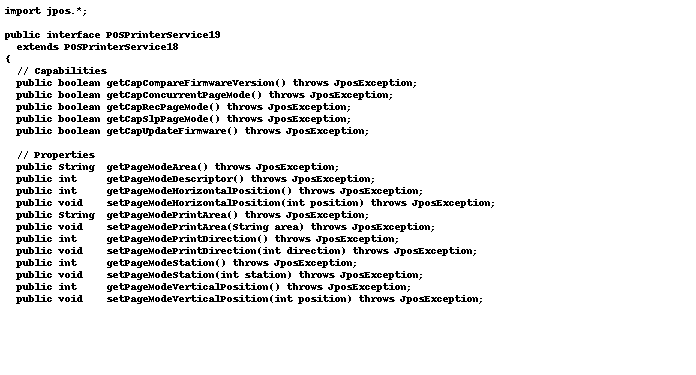 import jpos.*;

public interface POSPrinterService19
  extends POSPrinterService18
{
  // Capabilities
  public boolean getCapCompareFirmwareVersion() throws JposException;
  public boolean getCapConcurrentPageMode() throws JposException;
  public boolean getCapRecPageMode() throws JposException;
  public boolean getCapSlpPageMode() throws JposException;
  public boolean getCapUpdateFirmware() throws JposException;

  // Properties
  public String  getPageModeArea() throws JposException;
  public int     getPageModeDescriptor() throws JposException;
  public int     getPageModeHorizontalPosition() throws JposException;
  public void    setPageModeHorizontalPosition(int position) throws JposException;
  public String  getPageModePrintArea() throws JposException;
  public void    setPageModePrintArea(String area) throws JposException;
  public int     getPageModePrintDirection() throws JposException;
  public void    setPageModePrintDirection(int direction) throws JposException;
  public int     getPageModeStation() throws JposException;
  public void    setPageModeStation(int station) throws JposException;
  public int     getPageModeVerticalPosition() throws JposException;
  public void    setPageModeVerticalPosition(int position) throws JposException;